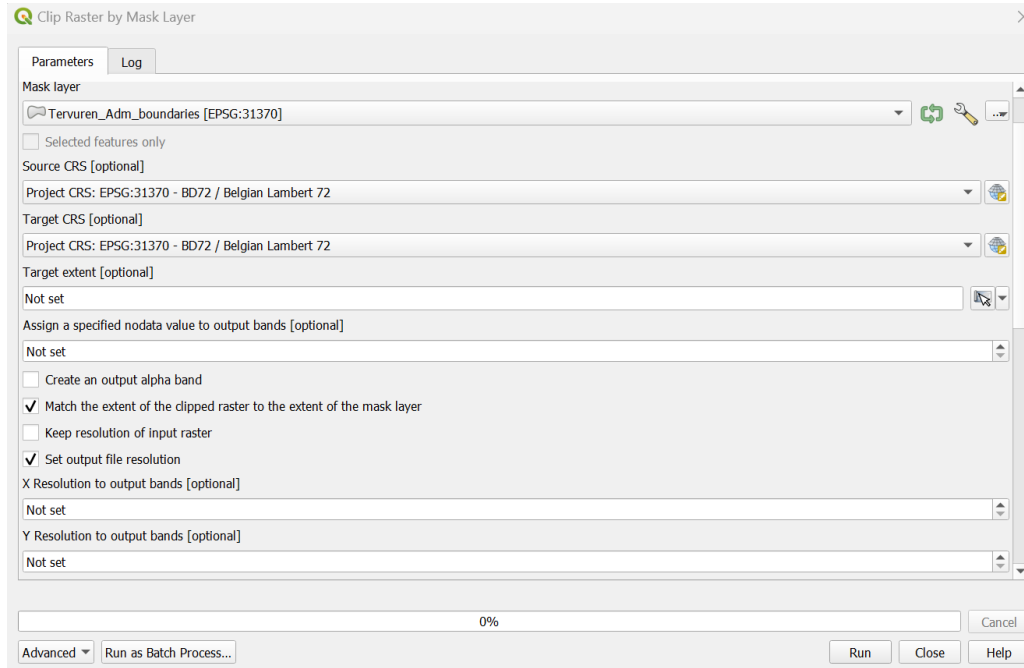 Clip Raster by Mask Layer
Parameters
Log
Mask layer
Tervuren_Adm_boundaries [EPSG:31370]
...
Selected features only
Source CRS [optional]
Project CRS: EPSG:31370 - BD72 / Belgian Lambert 72
Target CRS [optional]
Project CRS: EPSG:31370 - BD72 / Belgian Lambert 72
Target extent [optional]
Not set
Assign a specified nodata value to output bands [optional]
Not set
Create an output alpha band
Match the extent of the clipped raster to the extent of the mask layer
Keep resolution of input raster
Set output file resolution
X Resolution to output bands [optional]
Not set
Y Resolution to output bands [optional]
Not set
0%
Cancel
Advanced
Run as Batch Process...
Run
Close
Help